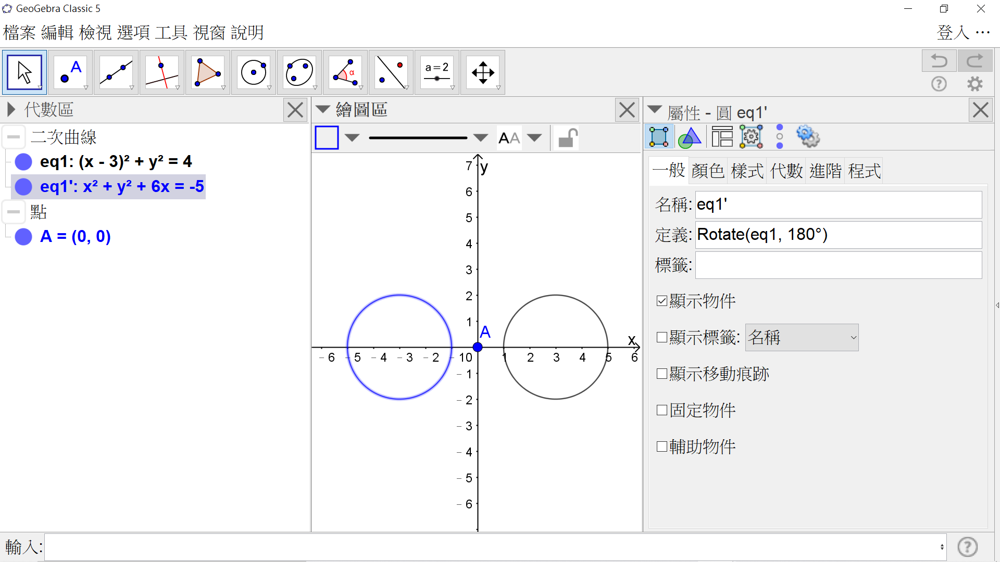 GeoGebra Classic 5
檔案 編輯 檢視 選項 工具 視窗 說明
登入 ...
A
α
a=2
代數區
二次曲線
eq1: (x - 3)² + y² = 4
eq1': x² + y² + 6x = -5
點
A = (0, 0)
繪圖區
AA
y
7
6
5
4
3
2
1
A
x
– 6 – 5 – 4 – 3 – 2 – 1 0 1 2 3 4 5 6
– 1
– 2
– 3
– 4
– 5
– 6
屬性 - 圓 eq1'
一般 顏色 樣式 代數 進階 程式
名稱: eq1'
定義: Rotate(eq1, 180°)
標籤:
顯示物件
顯示標籤: 名稱
顯示移動痕跡
固定物件
輔助物件
輸入: